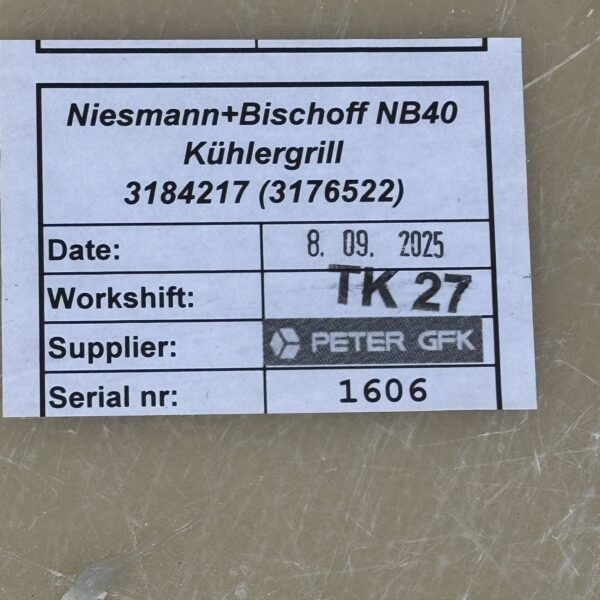 Niesmann+Bischoff NB40
Kühlergrill
3184217 (3176522)
Date: 8. 09. 2025
Workshift: TK 27
Supplier: PETER GFK
Serial nr: 1606